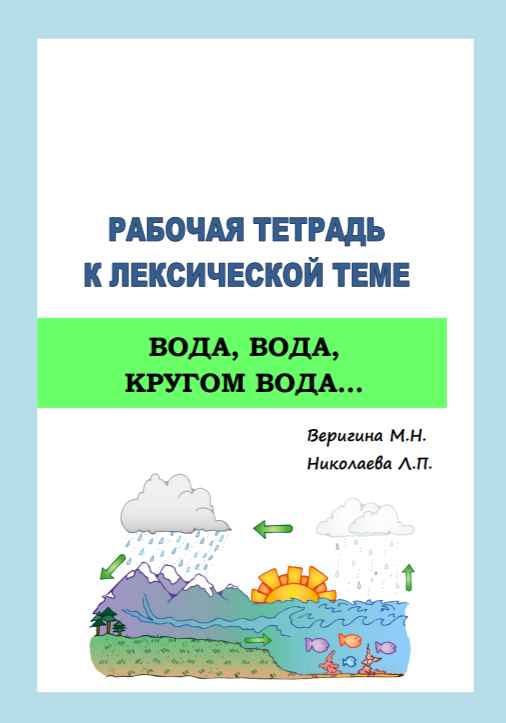 РАБОЧАЯ ТЕТРАДЬ
К ЛЕКСИЧЕСКОЙ ТЕМЕ
ВОДА, ВОДА,
КРУГОМ ВОДА...
Веригина М.Н.
Николаева Л.П.